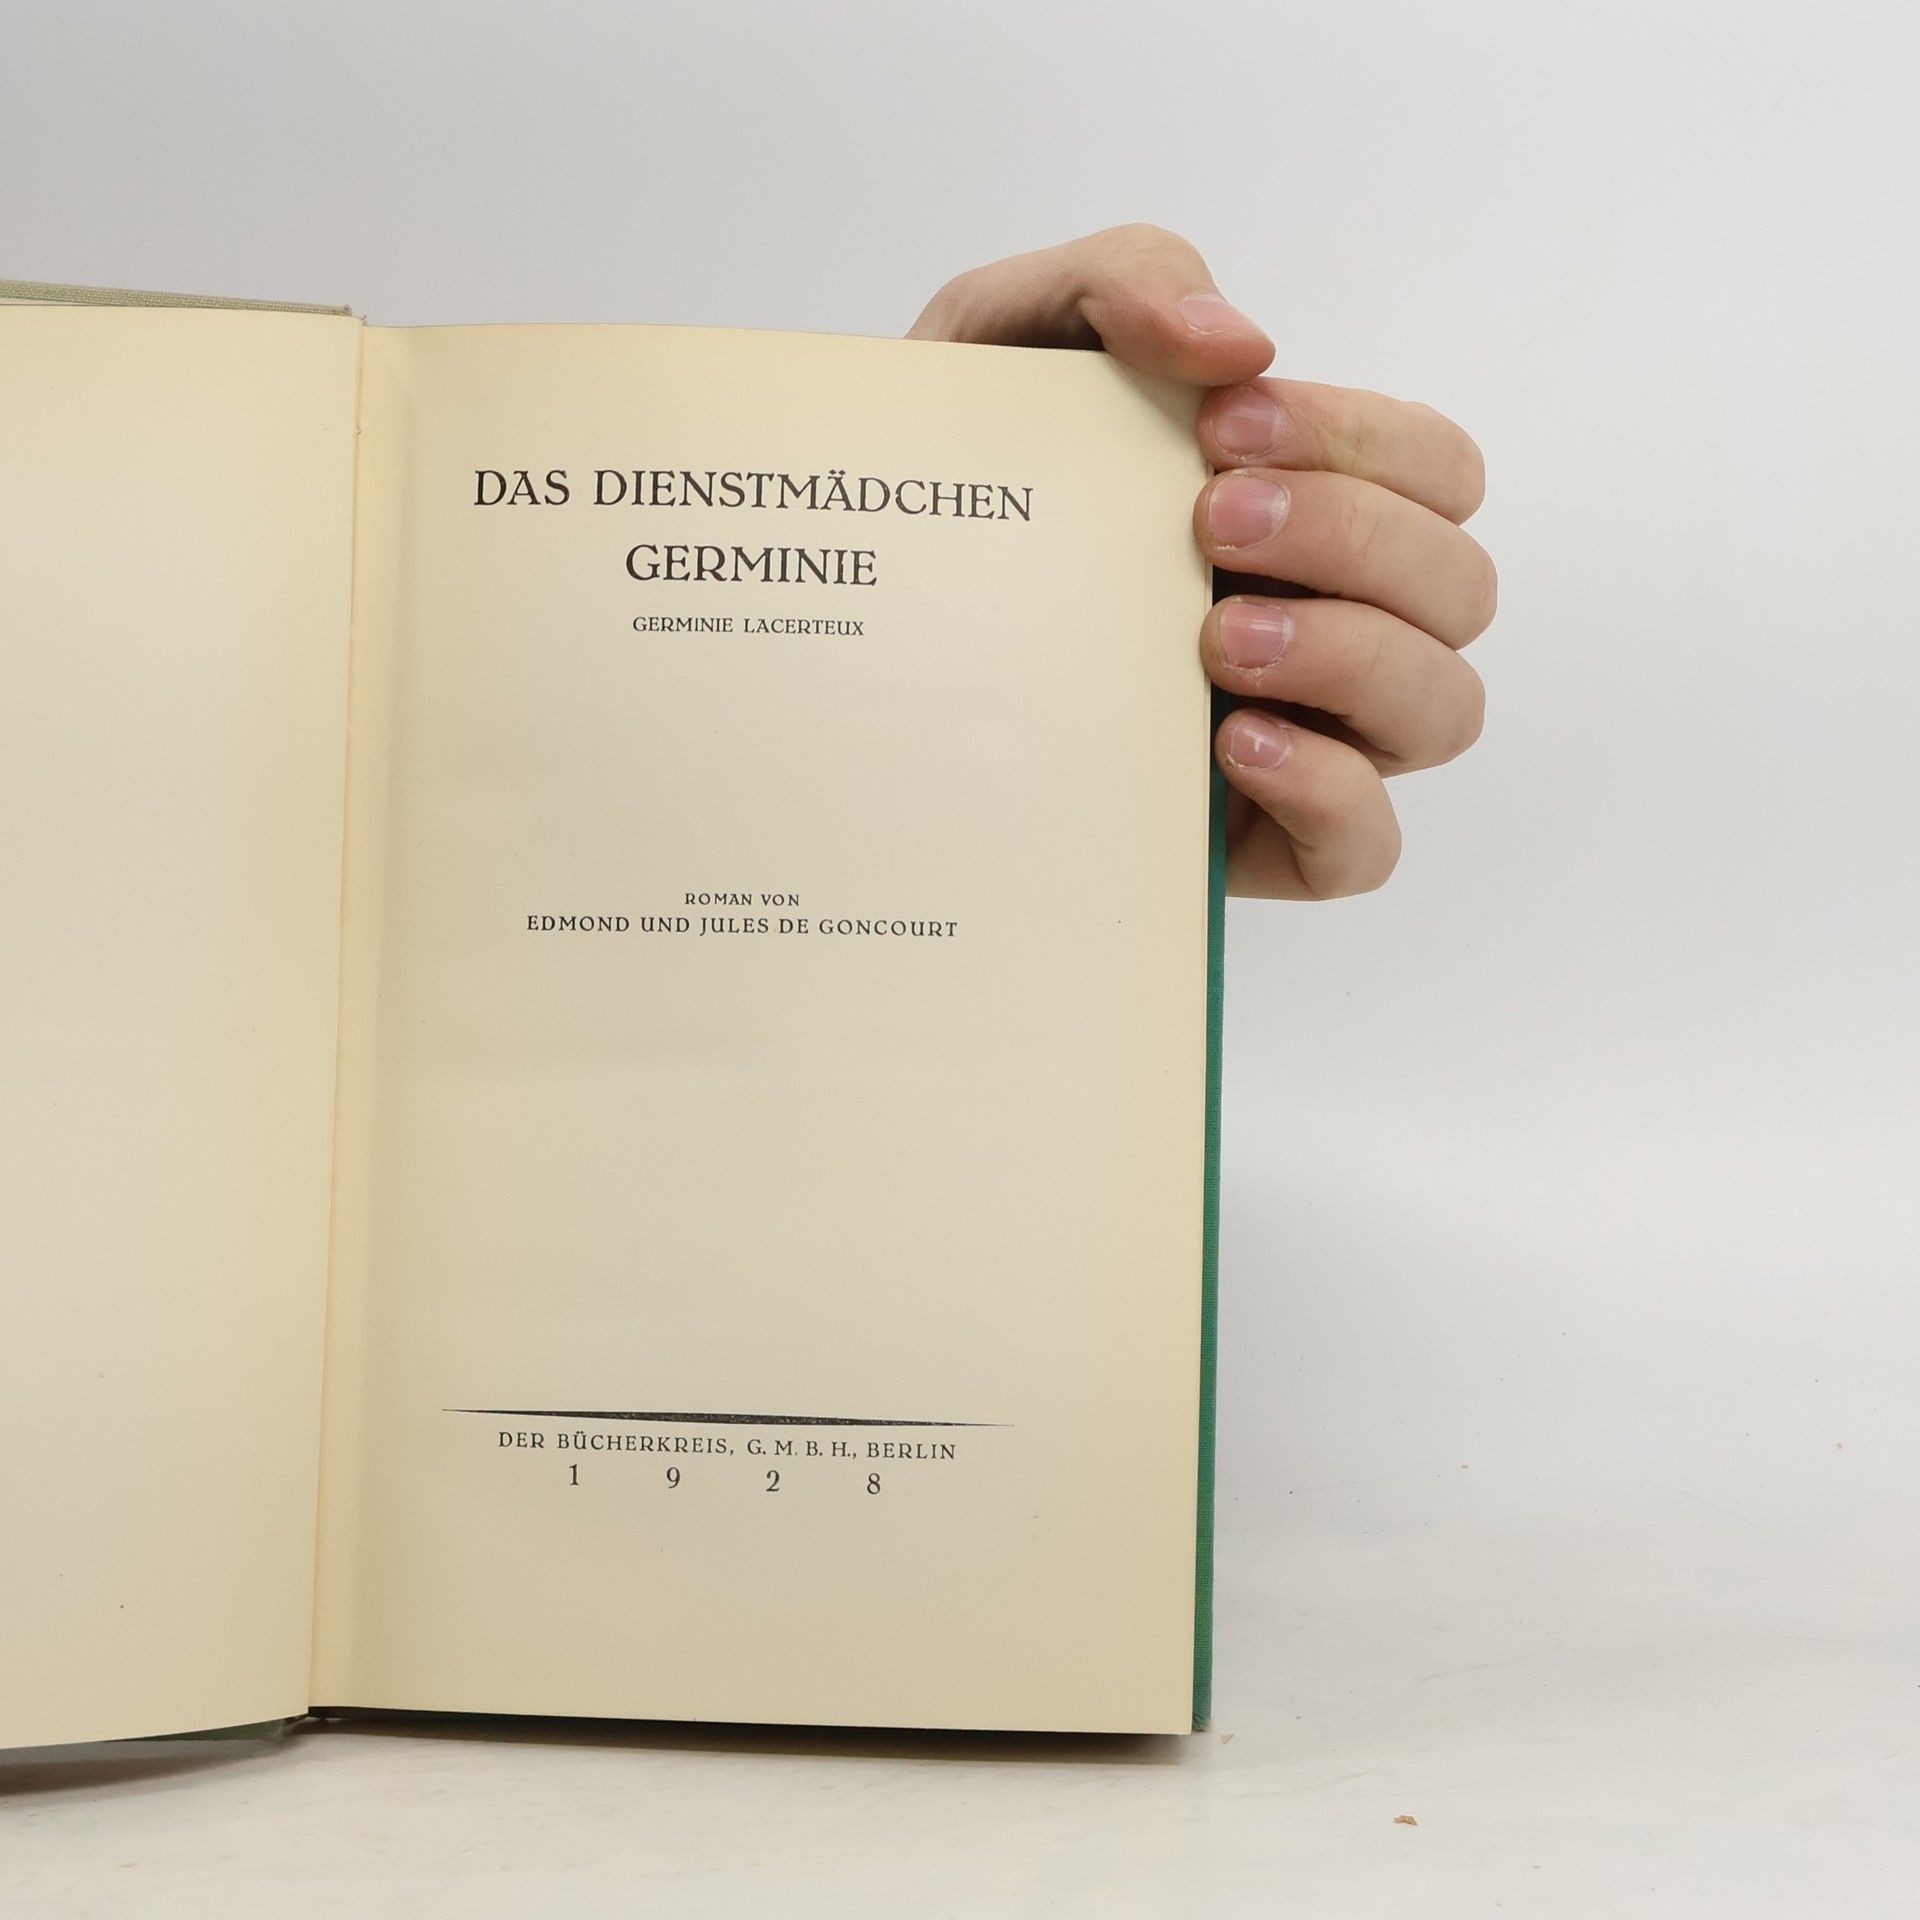 DAS DIENSTMÄDCHEN
GERMINIE
GERMINIE LACERTEUX
ROMAN VON
EDMOND UND JULES DE GONCOURT
DER BÜCHERKREIS, G. M. B. H., BERLIN
1 9 2 8